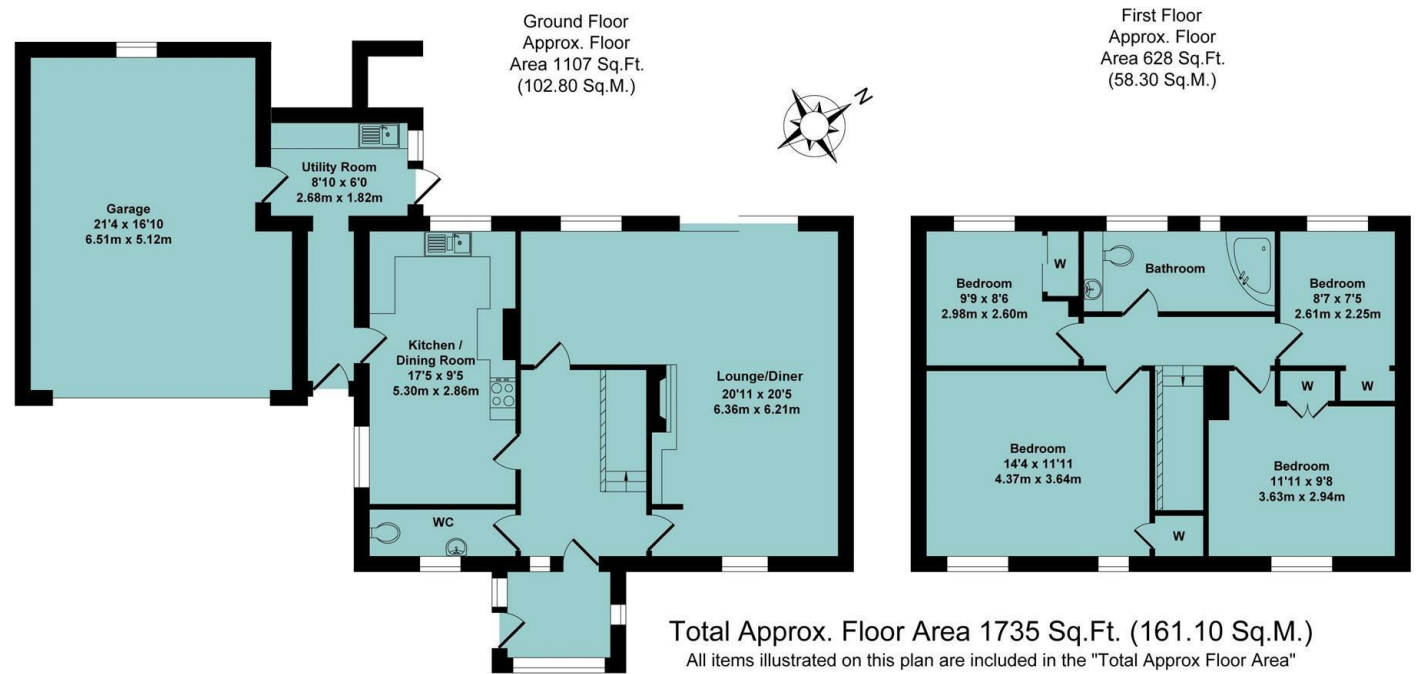 Ground Floor
Approx. Floor
Area 1107 Sq.Ft.
(102.80 Sq.M.)
First Floor
Approx. Floor
Area 628 Sq.Ft.
(58.30 Sq.M.)
N
Utility Room
8'10 x 6'0
2.68m x 1.82m
Garage
21'4 x 16'10
6.51m x 5.12m
Kitchen /
Dining Room
17'5 x 9'5
5.30m x 2.86m
Lounge/Diner
20'11 x 20'5
6.36m x 6.21m
WC
Bedroom
9'9 x 8'6
2.98m x 2.60m
W
Bathroom
Bedroom
8'7 x 7'5
2.61m x 2.25m
W
W
Bedroom
14'4 x 11'11
4.37m x 3.64m
Bedroom
11'11 x 9'8
3.63m x 2.94m
W
Total Approx. Floor Area 1735 Sq.Ft. (161.10 Sq.M.)
All items illustrated on this plan are included in the "Total Approx Floor Area"